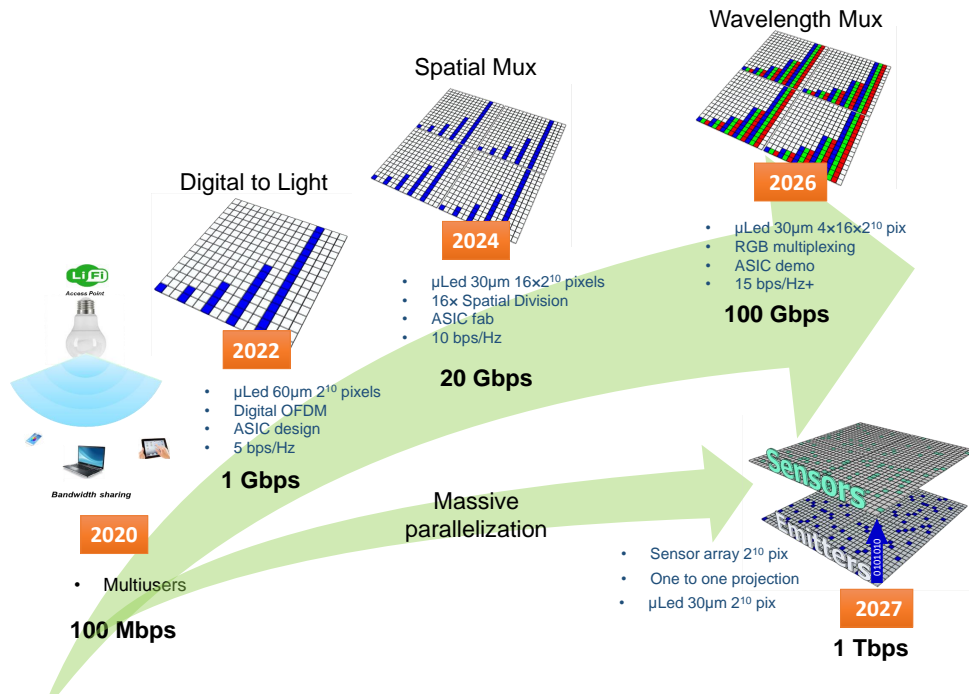 Wavelength Mux
Spatial Mux
Digital to Light
2026
• µLed 30µm 4×16×2¹⁰ pix
• RGB multiplexing
• ASIC demo
• 15 bps/Hz+
100 Gbps
2024
• µLed 30µm 16×2¹⁰ pixels
• 16× Spatial Division
• ASIC fab
• 10 bps/Hz
20 Gbps
LiFi
Access Point
2022
• µLed 60µm 2¹⁰ pixels
• Digital OFDM
• ASIC design
• 5 bps/Hz
1 Gbps
Bandwidth sharing
2020
• Multiusers
100 Mbps
Massive
parallelization
Sensors
Emitters
0101010
• Sensor array 2¹⁰ pix
• One to one projection
• µLed 30µm 2¹⁰ pix
2027
1 Tbps